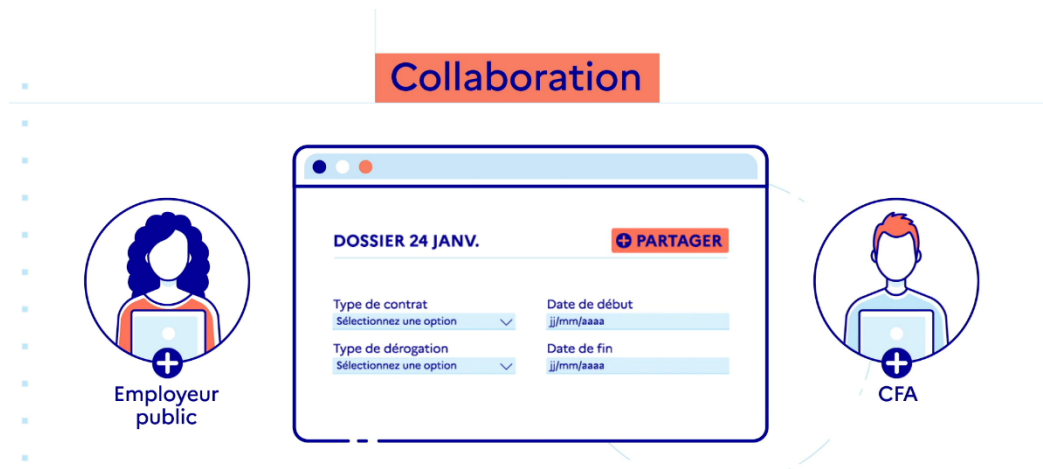 Collaboration
DOSSIER 24 JANV.
PARTAGER
Type de contrat
Date de début
Sélectionnez une option
jj/mm/aaaa
Type de dérogation
Date de fin
Sélectionnez une option
jj/mm/aaaa
Employeur
public
CFA